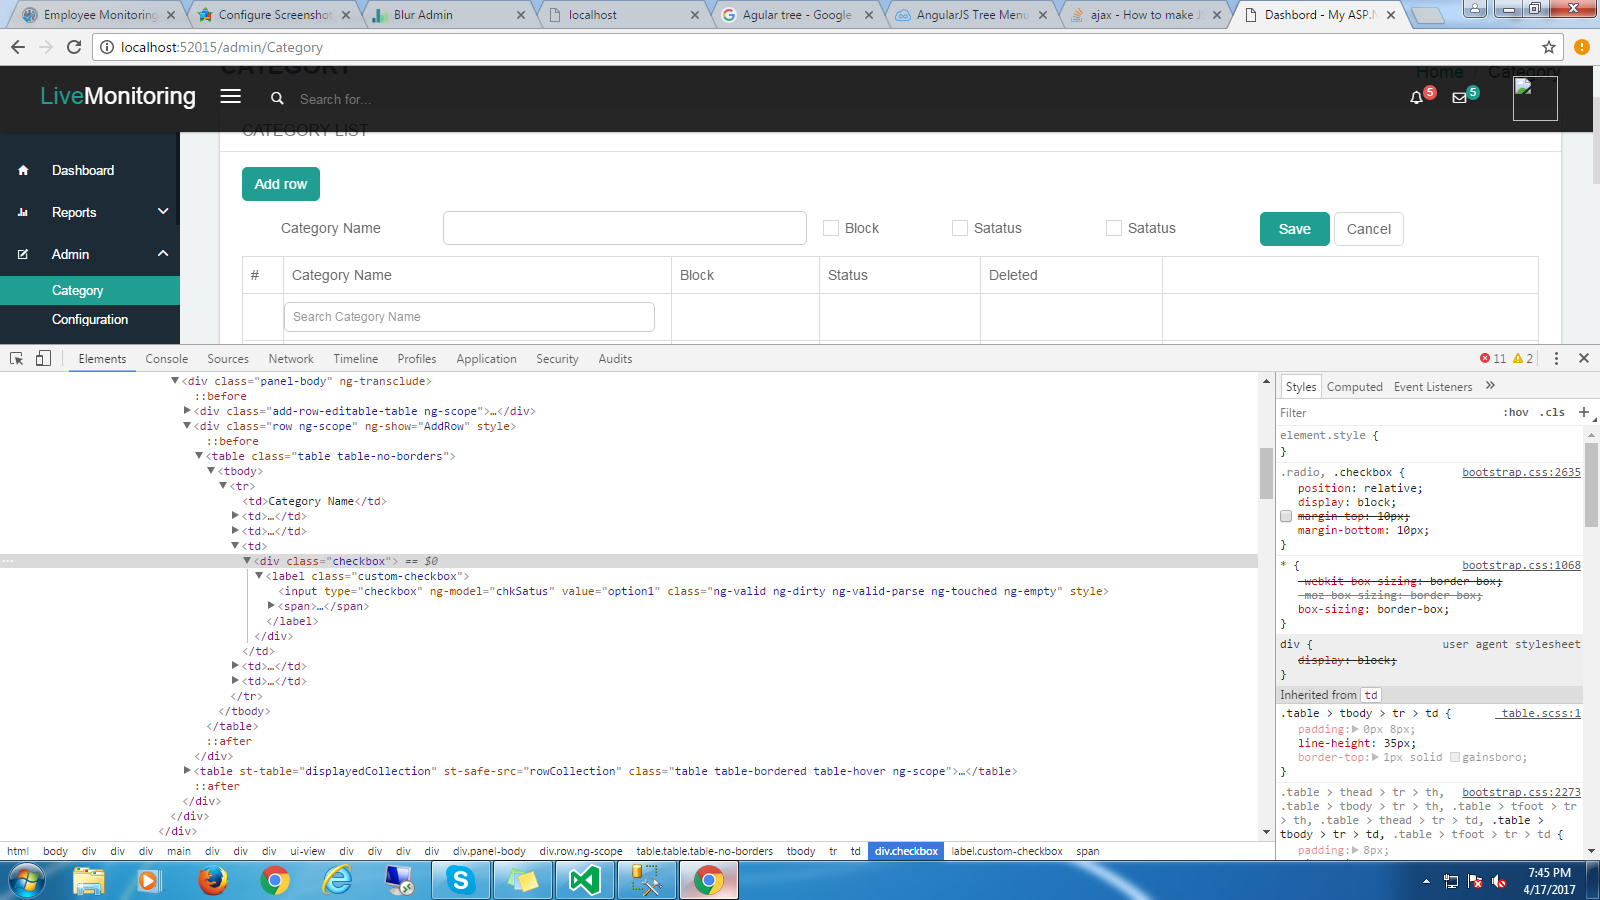 Employee Monitoring
Configure Screenshot
Blur Admin
localhost
Agular tree - Google
AngularJS Tree Menu
ajax - How to make J
Dashbord - My ASP.N
localhost:52015/admin/Category
CATEGORY
Home / Category
LiveMonitoring
Search for...
5
5
CATEGORY LIST
Dashboard
Reports
Admin
Category
Configuration
Add row
Category Name
Block
Satatus
Satatus
Save
Cancel
# Category Name Block Status Deleted
Search Category Name
Elements Console Sources Network Timeline Profiles Application Security Audits
11 2
<div class="panel-body" ng-transclude>
::before
<div class="add-row-editable-table ng-scope">…</div>
<div class="row ng-scope" ng-show="AddRow" style>
::before
<table class="table table-no-borders">
<tbody>
<tr>
<td>Category Name</td>
<td>…</td>
<td>…</td>
<td>
... <div class="checkbox"> == $0
<label class="custom-checkbox">
<input type="checkbox" ng-model="chkSatus" value="option1" class="ng-valid ng-dirty ng-valid-parse ng-touched ng-empty" style>
<span>…</span>
</label>
</div>
</td>
<td>…</td>
<td>…</td>
</tr>
</tbody>
</table>
::after
</div>
<table st-table="displayedCollection" st-safe-src="rowCollection" class="table table-bordered table-hover ng-scope">…</table>
::after
</div>
</div>
</div>
html body div div div main div div div ui-view div div div div div.panel-body div.row.ng-scope table.table.table-no-borders tbody tr td div.checkbox label.custom-checkbox span
Styles Computed Event Listeners »
Filter :hov .cls +
element.style {
}
.radio, .checkbox { bootstrap.css:2635
position: relative;
display: block;
margin-top: 10px;
margin-bottom: 10px;
}
* { bootstrap.css:1068
-webkit-box-sizing: border-box;
-moz-box-sizing: border-box;
box-sizing: border-box;
}
div { user agent stylesheet
display: block;
}
Inherited from td
.table > tbody > tr > td { _table.scss:1
padding: 0px 8px;
line-height: 35px;
border-top: 1px solid gainsboro;
}
.table > thead > tr > th, bootstrap.css:2273
.table > tbody > tr > th, .table > tfoot > tr
> th, .table > thead > tr > td, .table >
tbody > tr > td, .table > tfoot > tr > td {
padding: 8px;
7:45 PM
4/17/2017